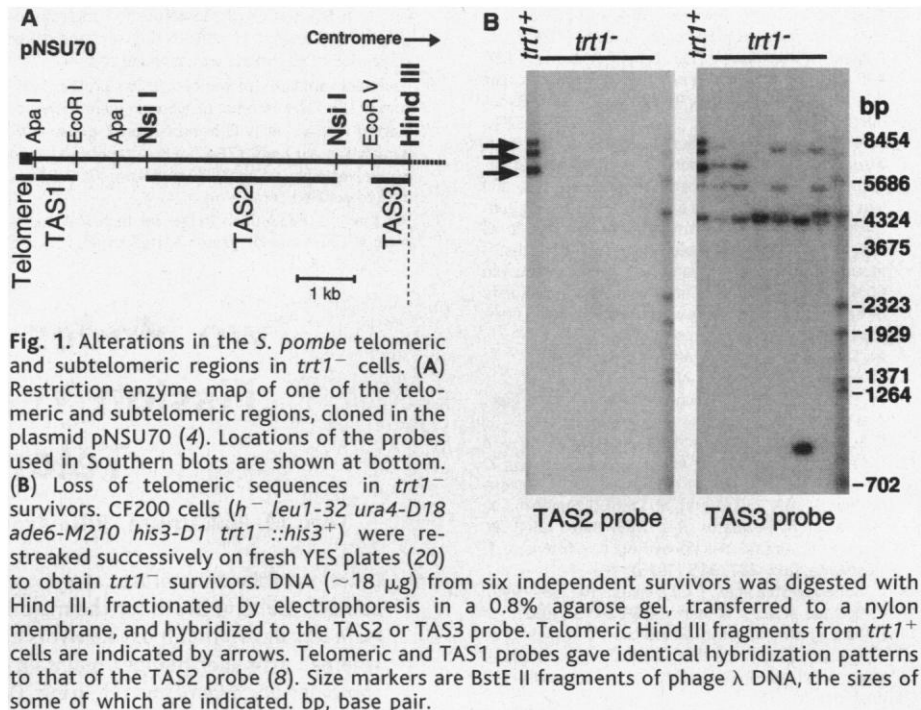 A
pNSU70
Centromere
Apa I
EcoR I
Apa I
Nsi
Nsi
EcoR V
Hind III
Telomere
TAS1
TAS2
TAS3
1 kb
B
trt1+
trt1-
trt1+
trt1-
bp
-8454
-5686
-4324
-3675
-2323
-1929
-1371
-1264
-702
TAS2 probe
TAS3 probe
Fig. 1. Alterations in the S. pombe telomeric
and subtelomeric regions in trt1− cells. (A)
Restriction enzyme map of one of the telo-
meric and subtelomeric regions, cloned in the
plasmid pNSU70 (4). Locations of the probes
used in Southern blots are shown at bottom.
(B) Loss of telomeric sequences in trt1−
survivors. CF200 cells (h− leu1-32 ura4-D18
ade6-M210 his3-D1 trt1−::his3+) were re-
streaked successively on fresh YES plates (20)
to obtain trt1− survivors. DNA (~18 μg) from six independent survivors was digested with
Hind III, fractionated by electrophoresis in a 0.8% agarose gel, transferred to a nylon
membrane, and hybridized to the TAS2 or TAS3 probe. Telomeric Hind III fragments from trt1+
cells are indicated by arrows. Telomeric and TAS1 probes gave identical hybridization patterns
to that of the TAS2 probe (8). Size markers are BstE II fragments of phage λ DNA, the sizes of
some of which are indicated. bp, base pair.